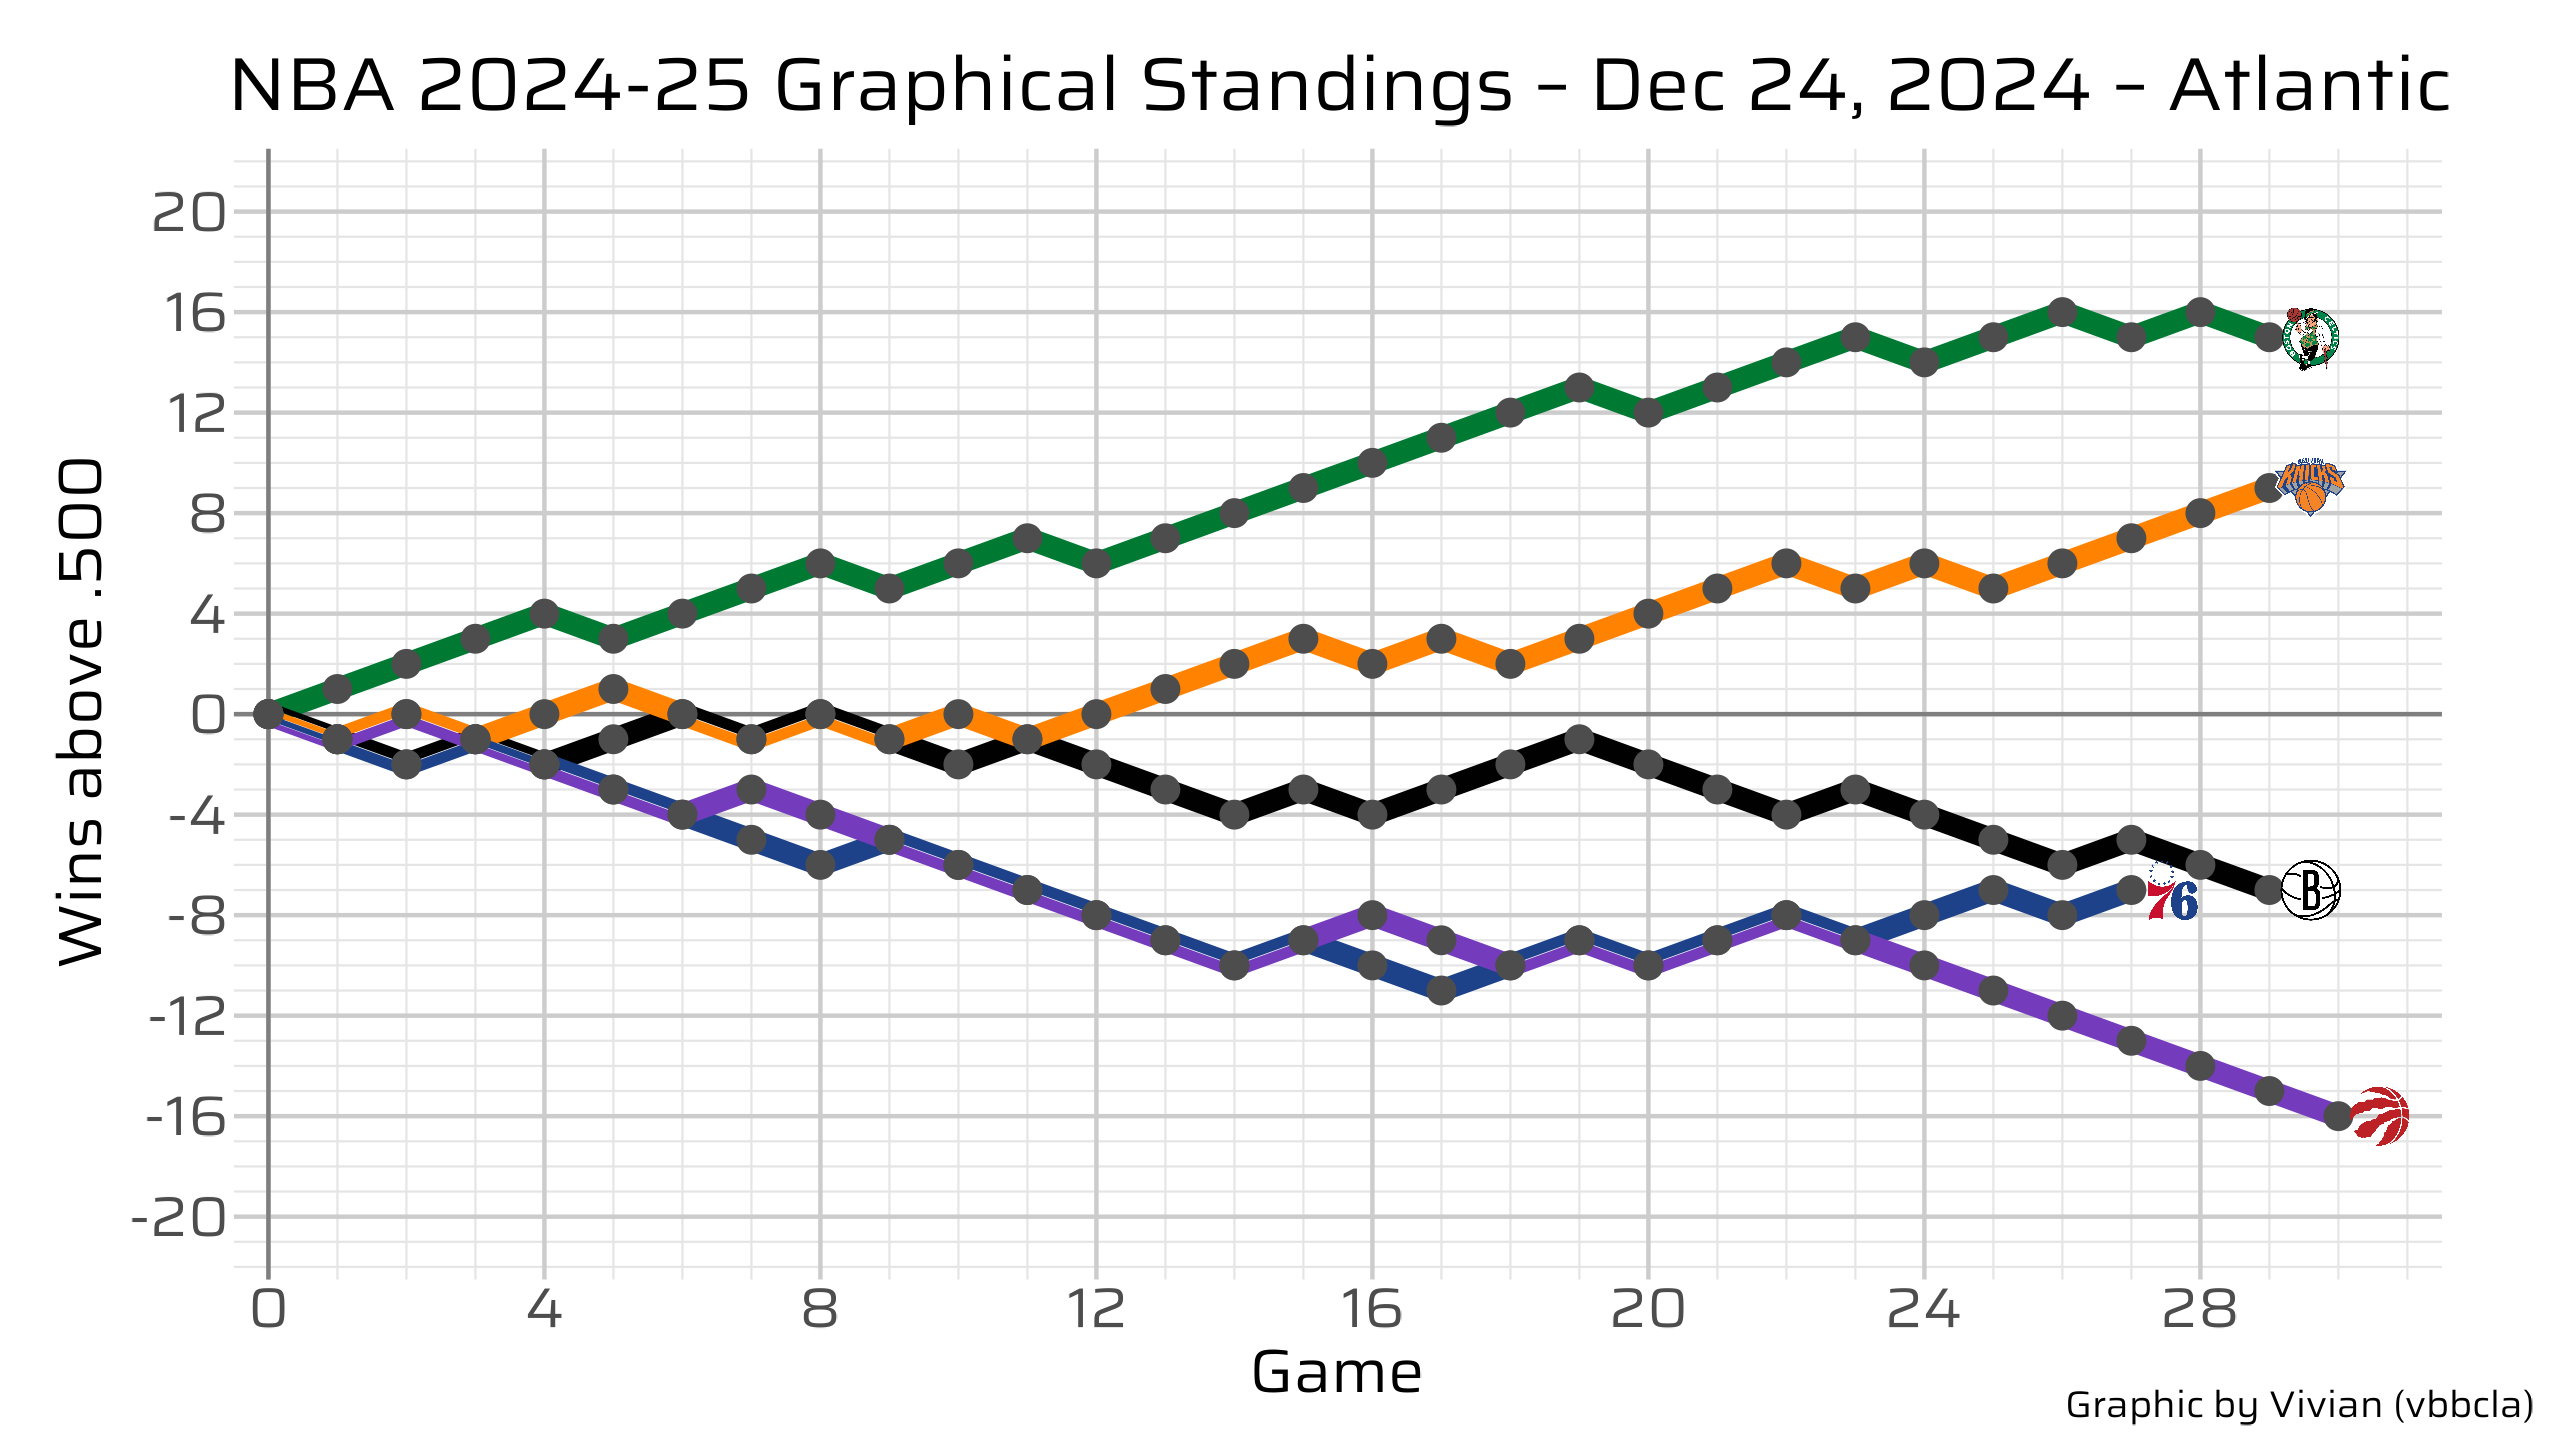 NBA 2024-25 Graphical Standings – Dec 24, 2024 – Atlantic
Wins above .500
20
16
12
8
4
0
-4
-8
-12
-16
-20
KNICKS
B
76
0 4 8 12 16 20 24 28
Game
Graphic by Vivian (vbbcla)